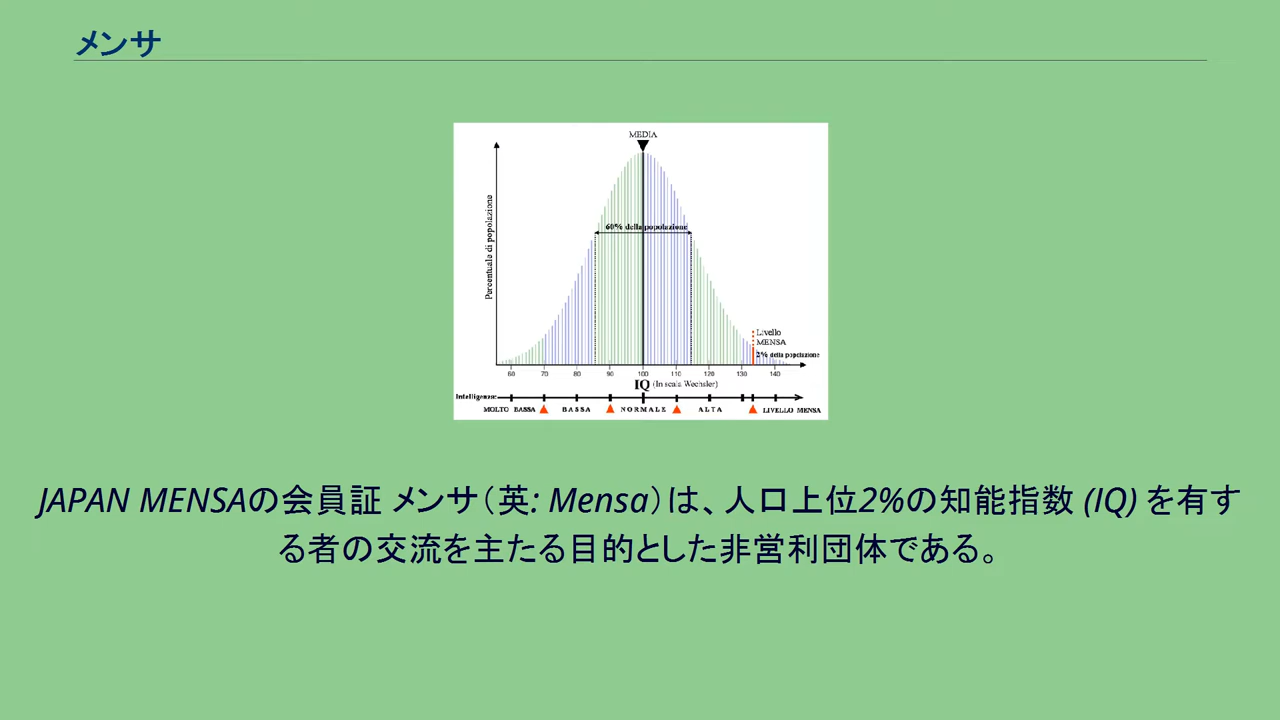 メンサ
MEDIA
Percentuale di popolazione
60% della popolazione
Livello
MENSA
2% della popolazione
60 70 80 90 100 110 120 130 140
IQ (In scala Wechsler)
Intelligenza:
MOLTO BASSA BASSA NORMALE ALTA LIVELLO MENSA
JAPAN MENSAの会員証 メンサ（英: Mensa）は、人口上位2%の知能指数 (IQ) を有す
る者の交流を主たる目的とした非営利団体である。